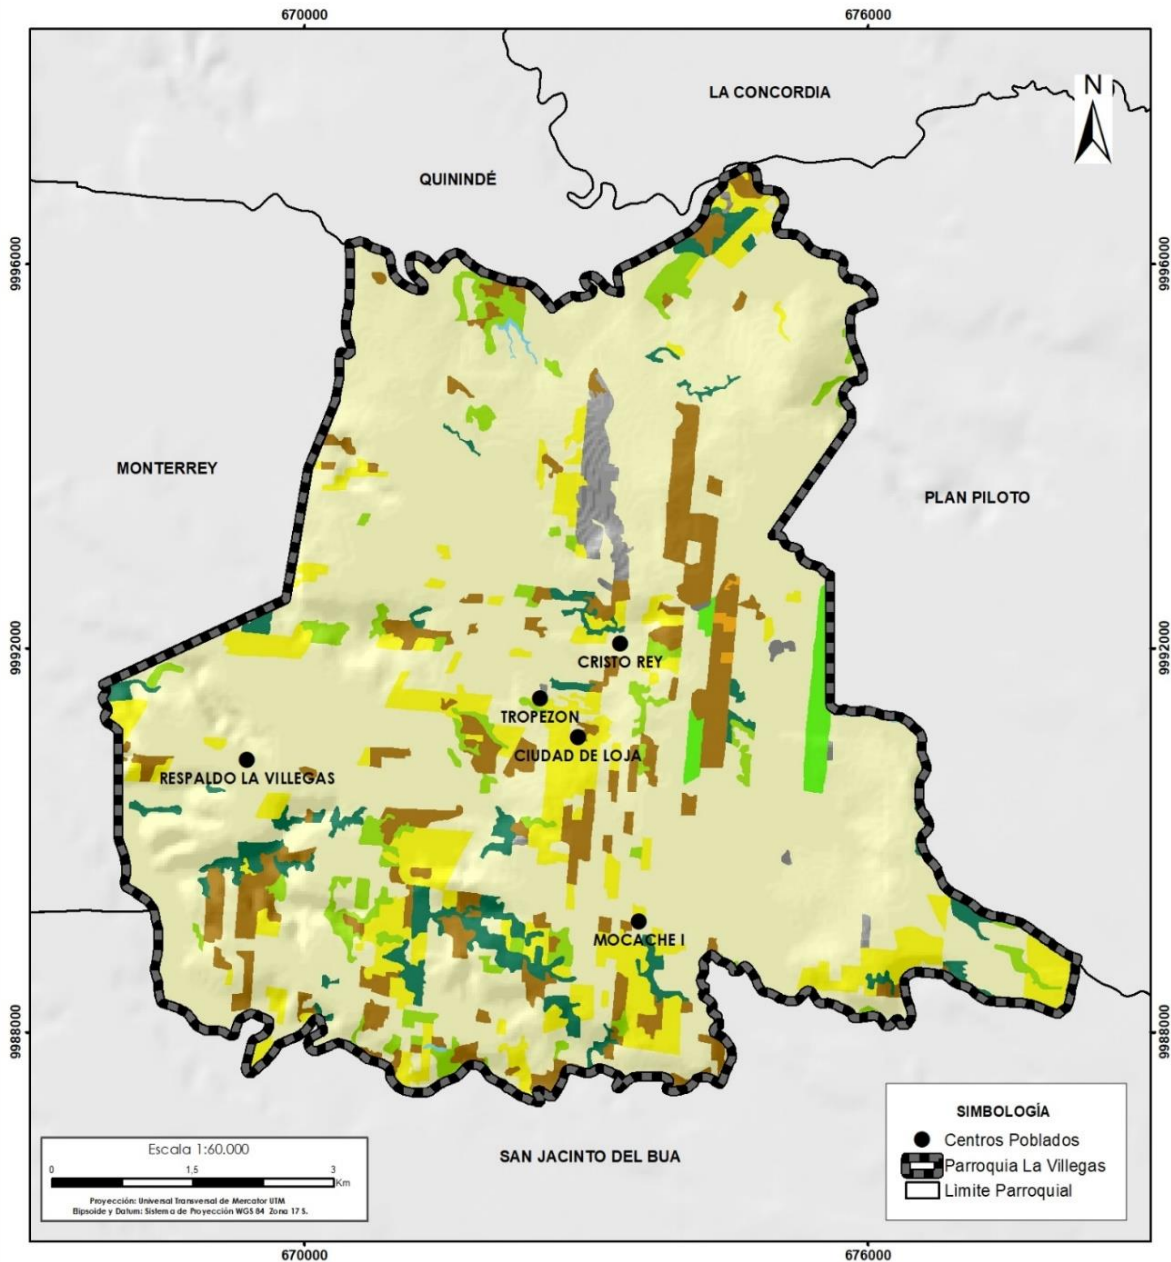 670000
676000
N
LA CONCORDIA
QUININDÉ
9996000
9996000
MONTERREY
PLAN PILOTO
9992000
9992000
CRISTO REY
TROPEZON
CIUDAD DE LOJA
RESPALDO LA VILLEGAS
MOCACHE I
9988000
9988000
SAN JACINTO DEL BUA
SIMBOLOGÍA
Centros Poblados
Parroquia La Villegas
Limite Parroquial
Escala 1:60.000
0 1,5 3
Km
Proyección: Universal Transversal de Mercator UTM
Elipsoide y Datum: Sistema de Proyección WGS 84 Zona 17 S.
670000
676000